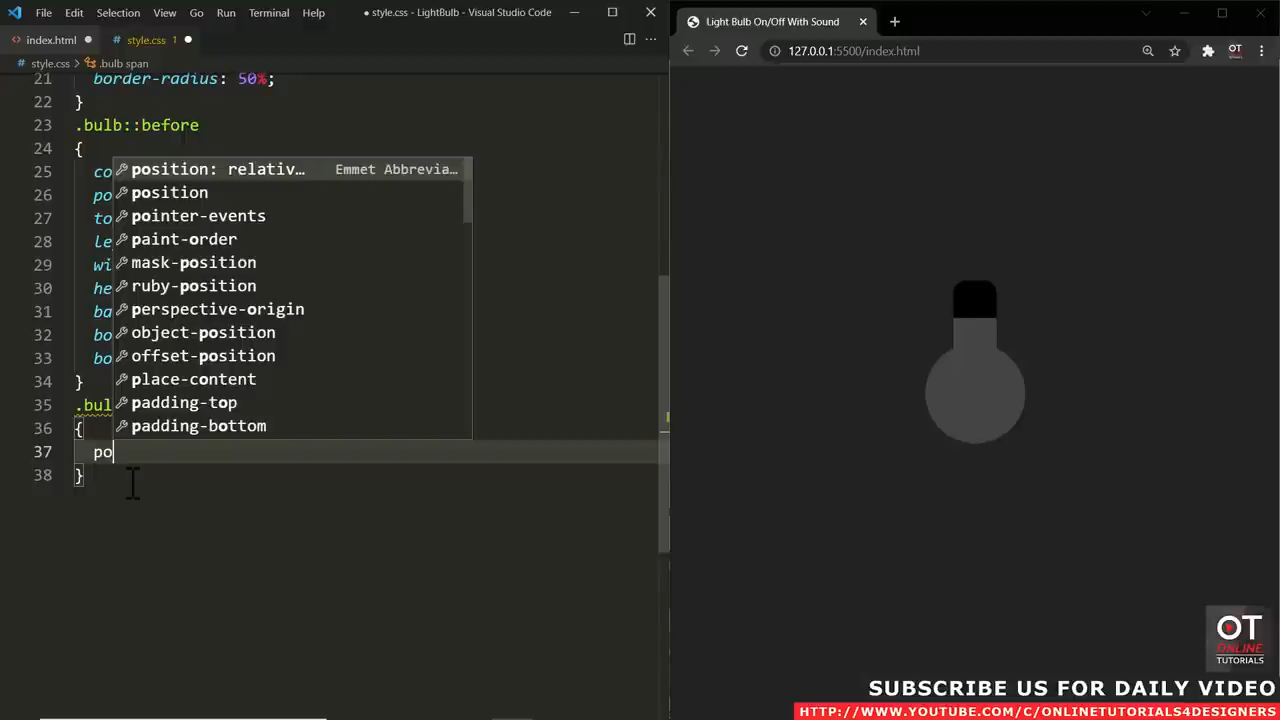 File Edit Selection View Go Run Terminal Help ● style.css - LightBulb - Visual Studio Code
index.html
# style.css 1
# style.css > .bulb span
21 border-radius: 50%;
22 }
23 .bulb::before
24 {
25 co
26 po
27 to
28 le
29 wi
30 he
31 ba
32 bo
33 bo
34 }
35 .bul
36 {
37 po
38 }
position: relativ… Emmet Abbrevia…
position
pointer-events
paint-order
mask-position
ruby-position
perspective-origin
object-position
offset-position
place-content
padding-top
padding-bottom
Light Bulb On/Off With Sound
127.0.0.1:5500/index.html
OT
OT
ONLINE
TUTORIALS
SUBSCRIBE US FOR DAILY VIDEO
HTTP://WWW.YOUTUBE.COM/C/ONLINETUTORIALS4DESIGNERS